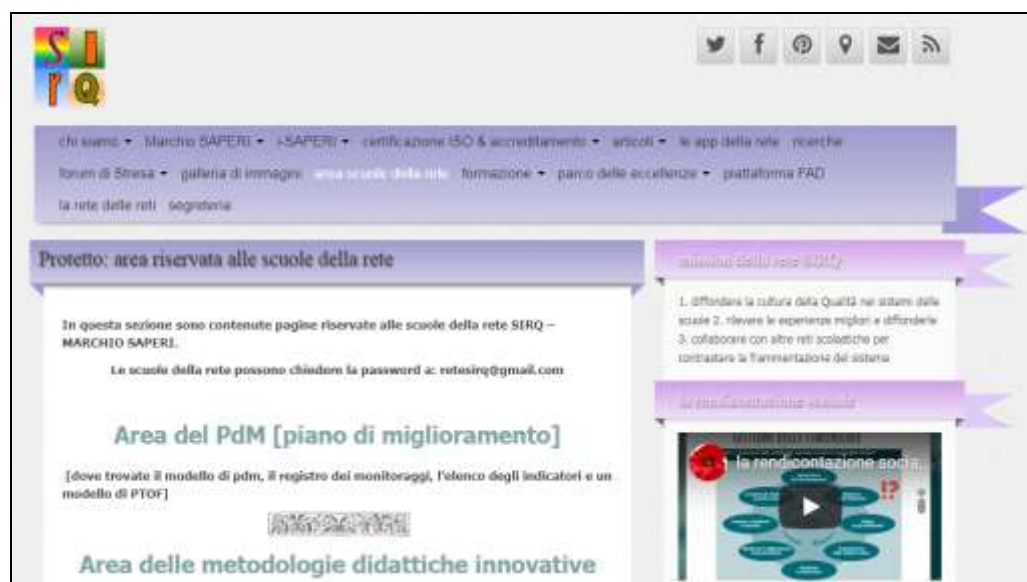 SIrQ
chi siamo Marchio SAPERI i-SAPERI certificazione ISO & accreditamento articoli le app della rete ricerche
forum di Stresa galleria di immagini area scuole della rete formazione parco delle eccellenze piattaforma FAD
la rete delle reti segreteria
Protetto: area riservata alle scuole della rete
In questa sezione sono contenute pagine riservate alle scuole della rete SIRQ –
MARCHIO SAPERI.
Le scuole della rete possono chiedere la password a: retesirq@gmail.com
Area del PdM [piano di miglioramento]
[dove trovate il modello di pdm, il registro dei monitoraggi, l'elenco degli indicatori e un
modello di PTOF]
Area delle metodologie didattiche innovative
mission della rete SIRQ
1. diffondere la cultura della Qualità nei sistemi delle
scuole 2. rilevare le esperienze migliori e diffonderle
3. collaborare con altre reti scolastiche per
contrastare la frammentazione del sistema
la rendicontazione sociale
la rendicontazione socia...
!?